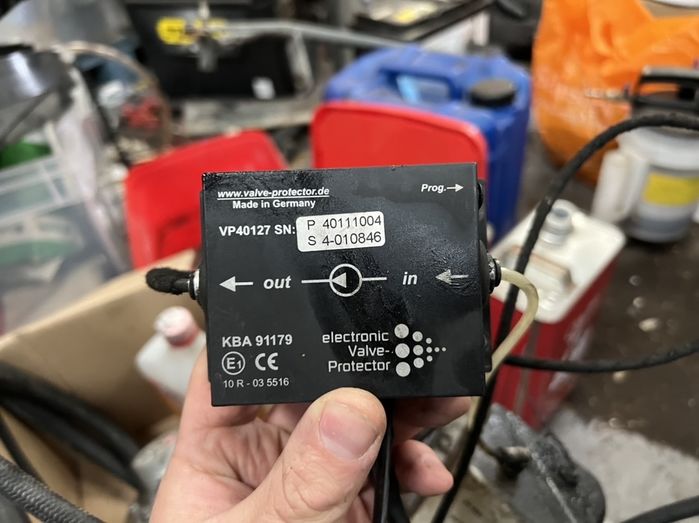 www.valve-protector.de
Made in Germany
Prog.→
VP40127 SN:
P 40111004
S 4-010846
← out
in ←
KBA 91179
E1 CE
10 R - 03 5516
electronic
Valve-
Protector